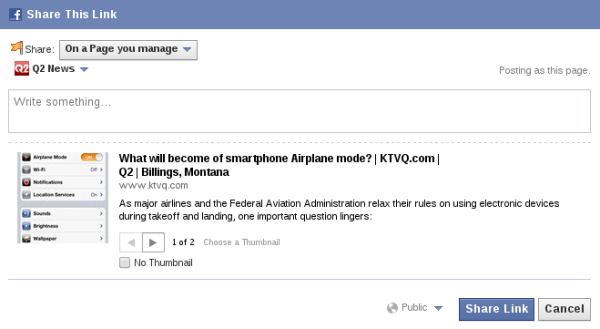 Share This Link
Share: On a Page you manage
Q2 Q2 News
Posting as this page.
Write something...
Airplane Mode ON
Wi-Fi Off
Notifications
Location Services On
Sounds
Brightness
Wallpaper
What will become of smartphone Airplane mode? | KTVQ.com |
Q2 | Billings, Montana
www.ktvq.com
As major airlines and the Federal Aviation Administration relax their rules on using electronic devices
during takeoff and landing, one important question lingers:
1 of 2 Choose a Thumbnail
No Thumbnail
Public Share Link Cancel